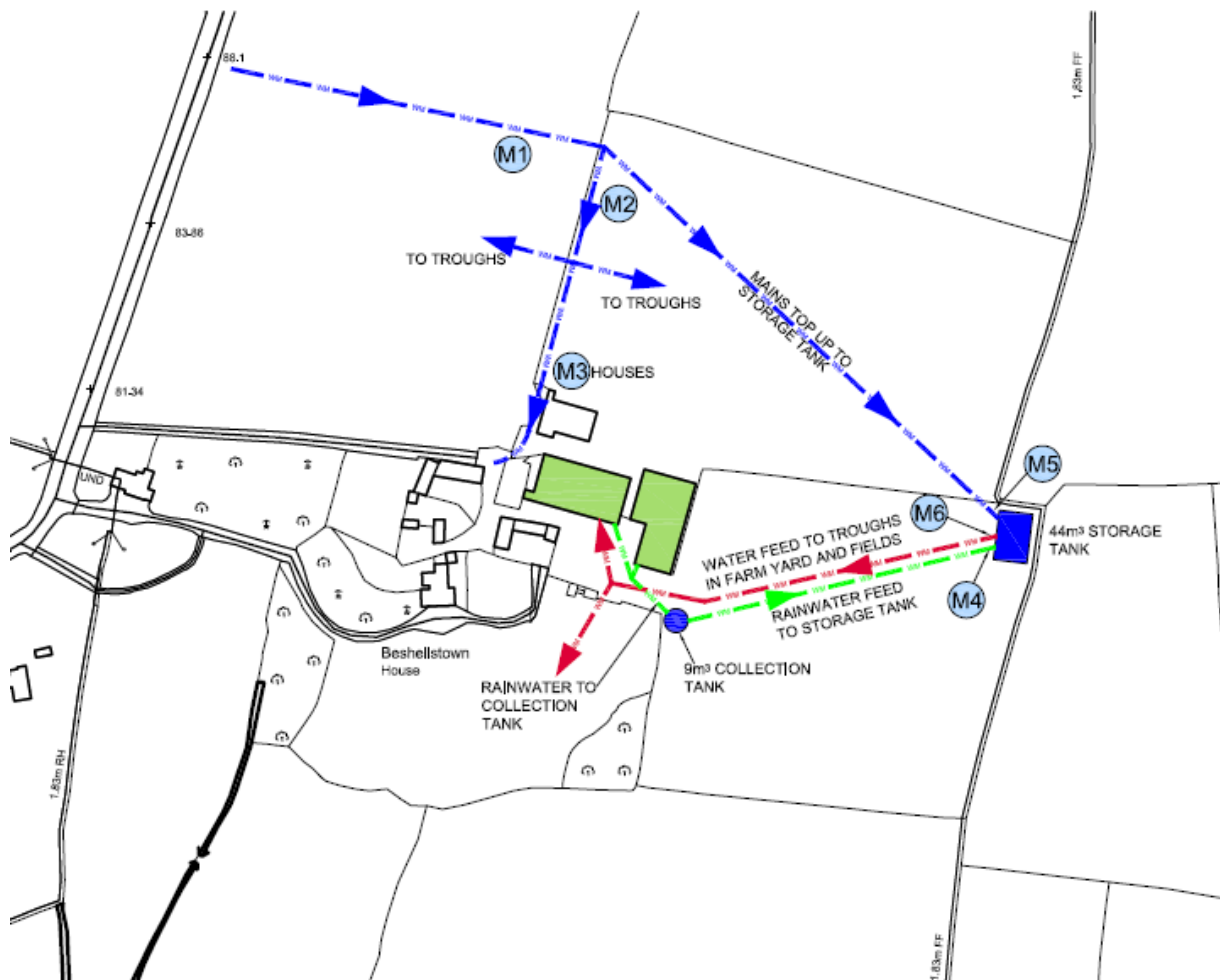 88.1
1.83m FF
M1
M2
83-86
TO TROUGHS
TO TROUGHS
MAINS TOP UP TO
STORAGE TANK
M3
HOUSES
81-34
UND
M5
M6
WATER FEED TO TROUGHS
IN FARM YARD AND FIELDS
44m³ STORAGE
TANK
M4
RAINWATER FEED
TO STORAGE TANK
Beshellstown
House
9m³ COLLECTION
TANK
RAINWATER TO
COLLECTION
TANK
1.83m RH
1.83m FF
WM